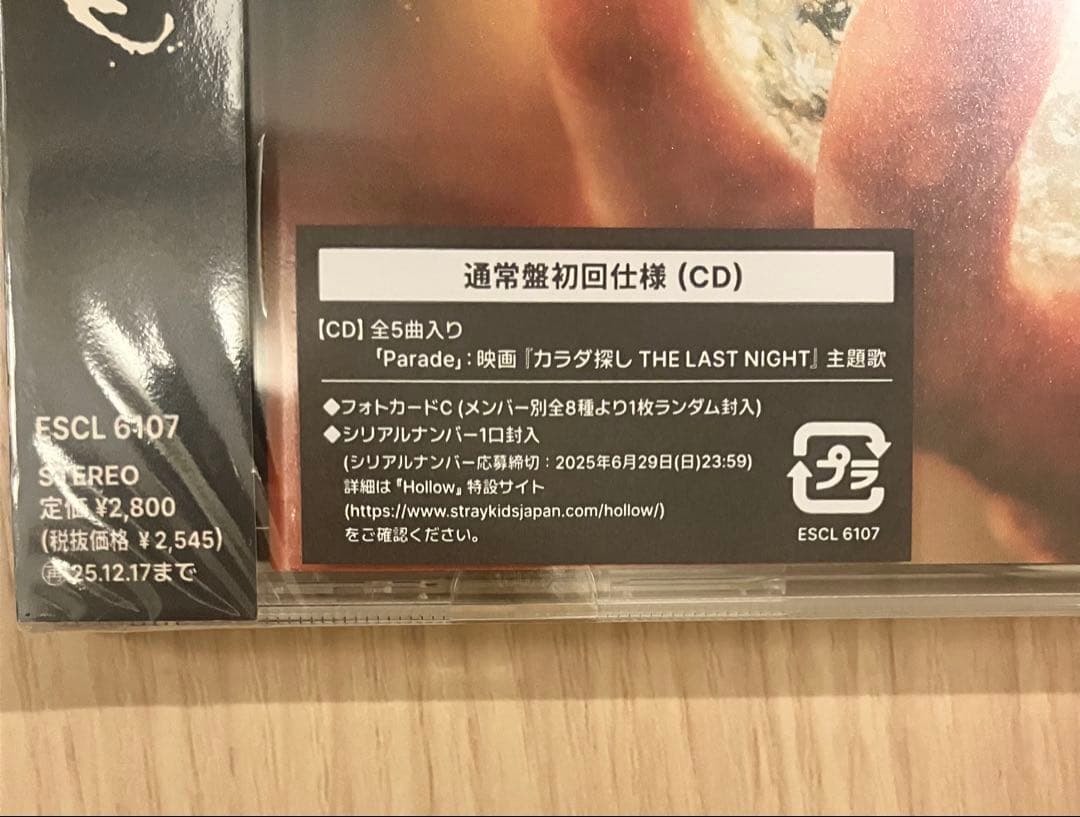 通常盤初回仕様 (CD)
【CD】全5曲入り
「Parade」：映画『カラダ探し THE LAST NIGHT』主題歌
◆フォトカードC (メンバー別全8種より1枚ランダム封入)
◆シリアルナンバー1口封入
(シリアルナンバー応募締切：2025年6月29日(日)23:59)
詳細は『Hollow』特設サイト
(https://www.straykidsjapan.com/hollow/)
をご確認ください。
プラ
ESCL 6107
ESCL 6107
STEREO
定価 ¥2,800
(税抜価格 ¥2,545)
㋐25.12.17まで